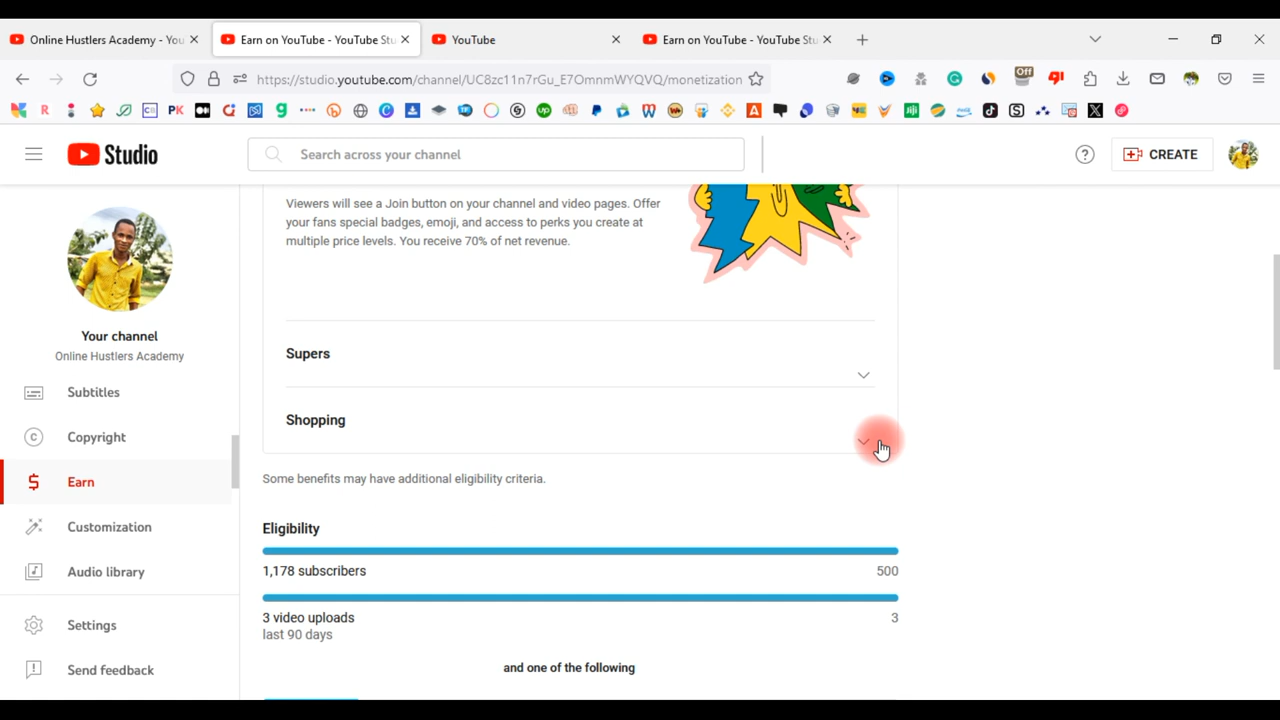 Online Hustlers Academy - You
Earn on YouTube - YouTube Stu
YouTube
Earn on YouTube - YouTube Stu
https://studio.youtube.com/channel/UC8zc11n7rGu_E7OmnmWYQVQ/monetization
Off
Studio
Search across your channel
CREATE
Viewers will see a Join button on your channel and video pages. Offer
your fans special badges, emoji, and access to perks you create at
multiple price levels. You receive 70% of net revenue.
Your channel
Online Hustlers Academy
Subtitles
Copyright
Earn
Customization
Audio library
Settings
Send feedback
Supers
Shopping
Some benefits may have additional eligibility criteria.
Eligibility
1,178 subscribers
500
3 video uploads
3
last 90 days
and one of the following